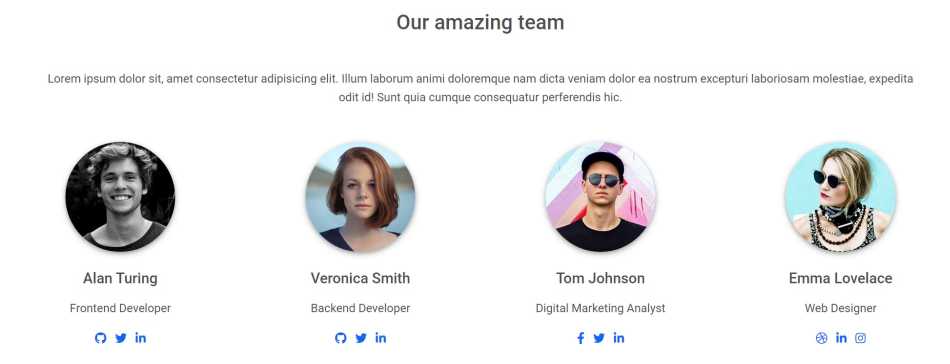 Our amazing team
Lorem ipsum dolor sit, amet consectetur adipisicing elit. Illum laborum animi doloremque nam dicta veniam dolor ea nostrum excepturi laboriosam molestiae, expedita
odit id! Sunt quia cumque consequatur perferendis hic.
Alan Turing
Veronica Smith
Tom Johnson
Emma Lovelace
Frontend Developer
Backend Developer
Digital Marketing Analyst
Web Designer